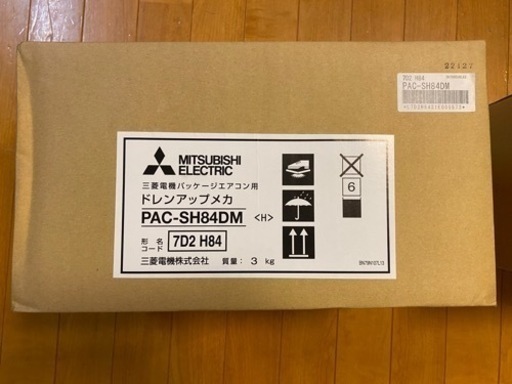 22127
7D2 H84
PAC-SH84DM
MITSUBISHI
ELECTRIC
三菱電機パッケージエアコン用
ドレンアップメカ
PAC-SH84DM <H>
形名
コード
7D2 H84
三菱電機株式会社 質量: 3 kg
6